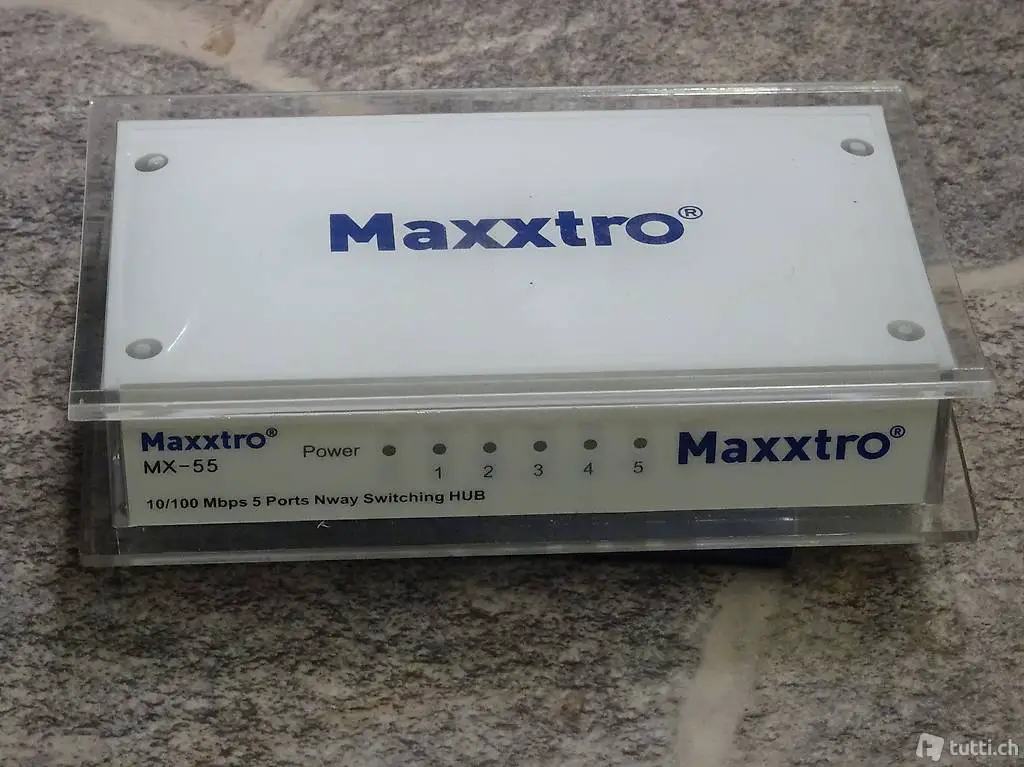 Maxxtro®
Maxxtro®
MX-55
Power
1 2 3 4 5
Maxxtro®
10/100 Mbps 5 Ports Nway Switching HUB
tutti.ch